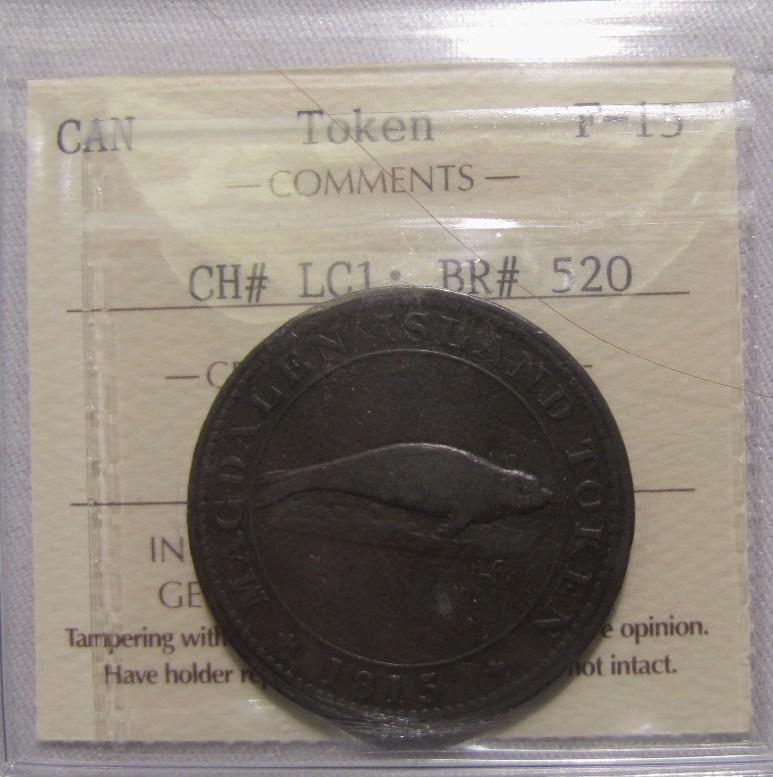 CAN Token F-15
— COMMENTS —
CH# LC1; BR# 520
MAGDALEN ISLAND TOKEN
1815
IN
GE
Tampering with e opinion.
Have holder not intact.